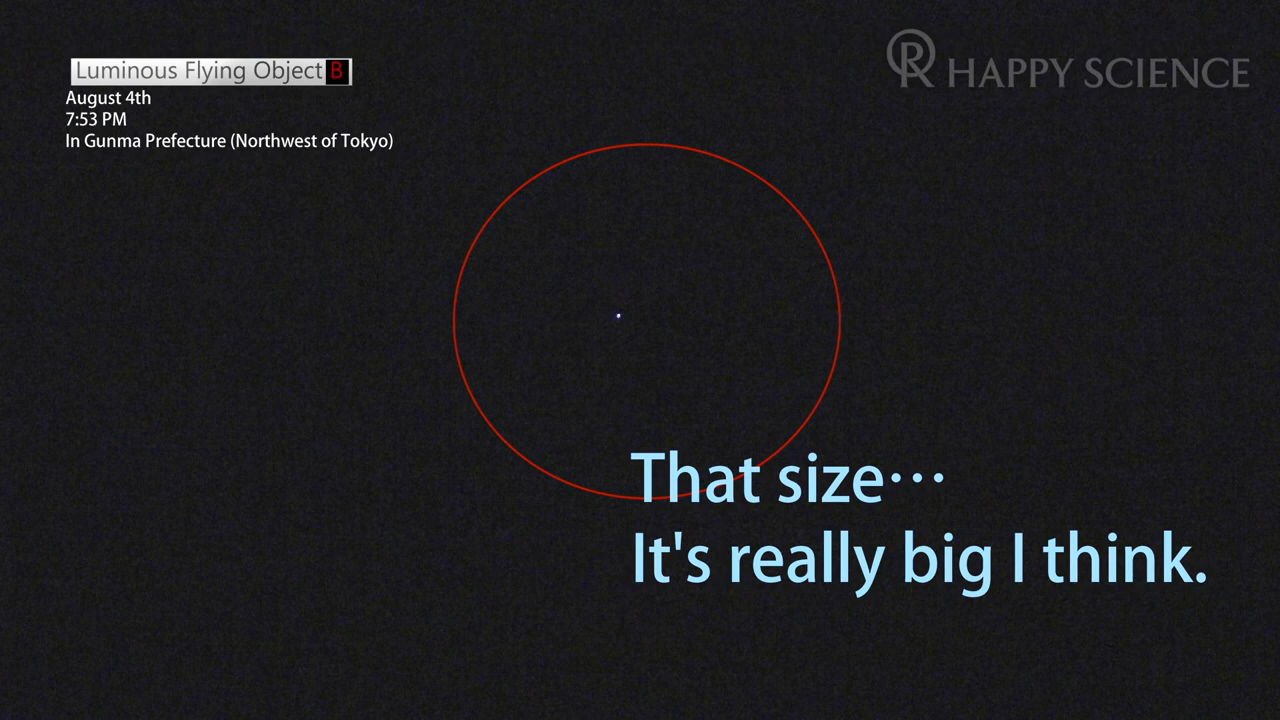 Luminous Flying Object B
August 4th
7:53 PM
In Gunma Prefecture (Northwest of Tokyo)
R HAPPY SCIENCE
That size…
It's really big I think.